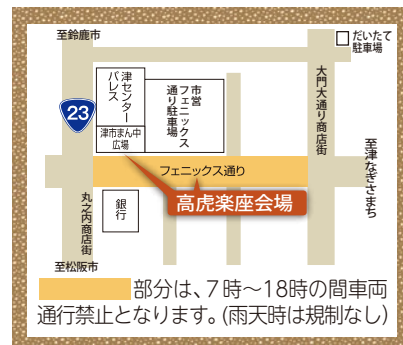 至鈴鹿市
だいたて
駐車場
津センター
パレス
市営
フェニックス
通り駐車場
大門大通り商店街
23
津市まん中
広場
至津なぎさまち
フェニックス通り
高虎楽座会場
丸之内商店街
銀行
至松阪市
部分は、7時~18時の間車両
通行禁止となります。(雨天時は規制なし)